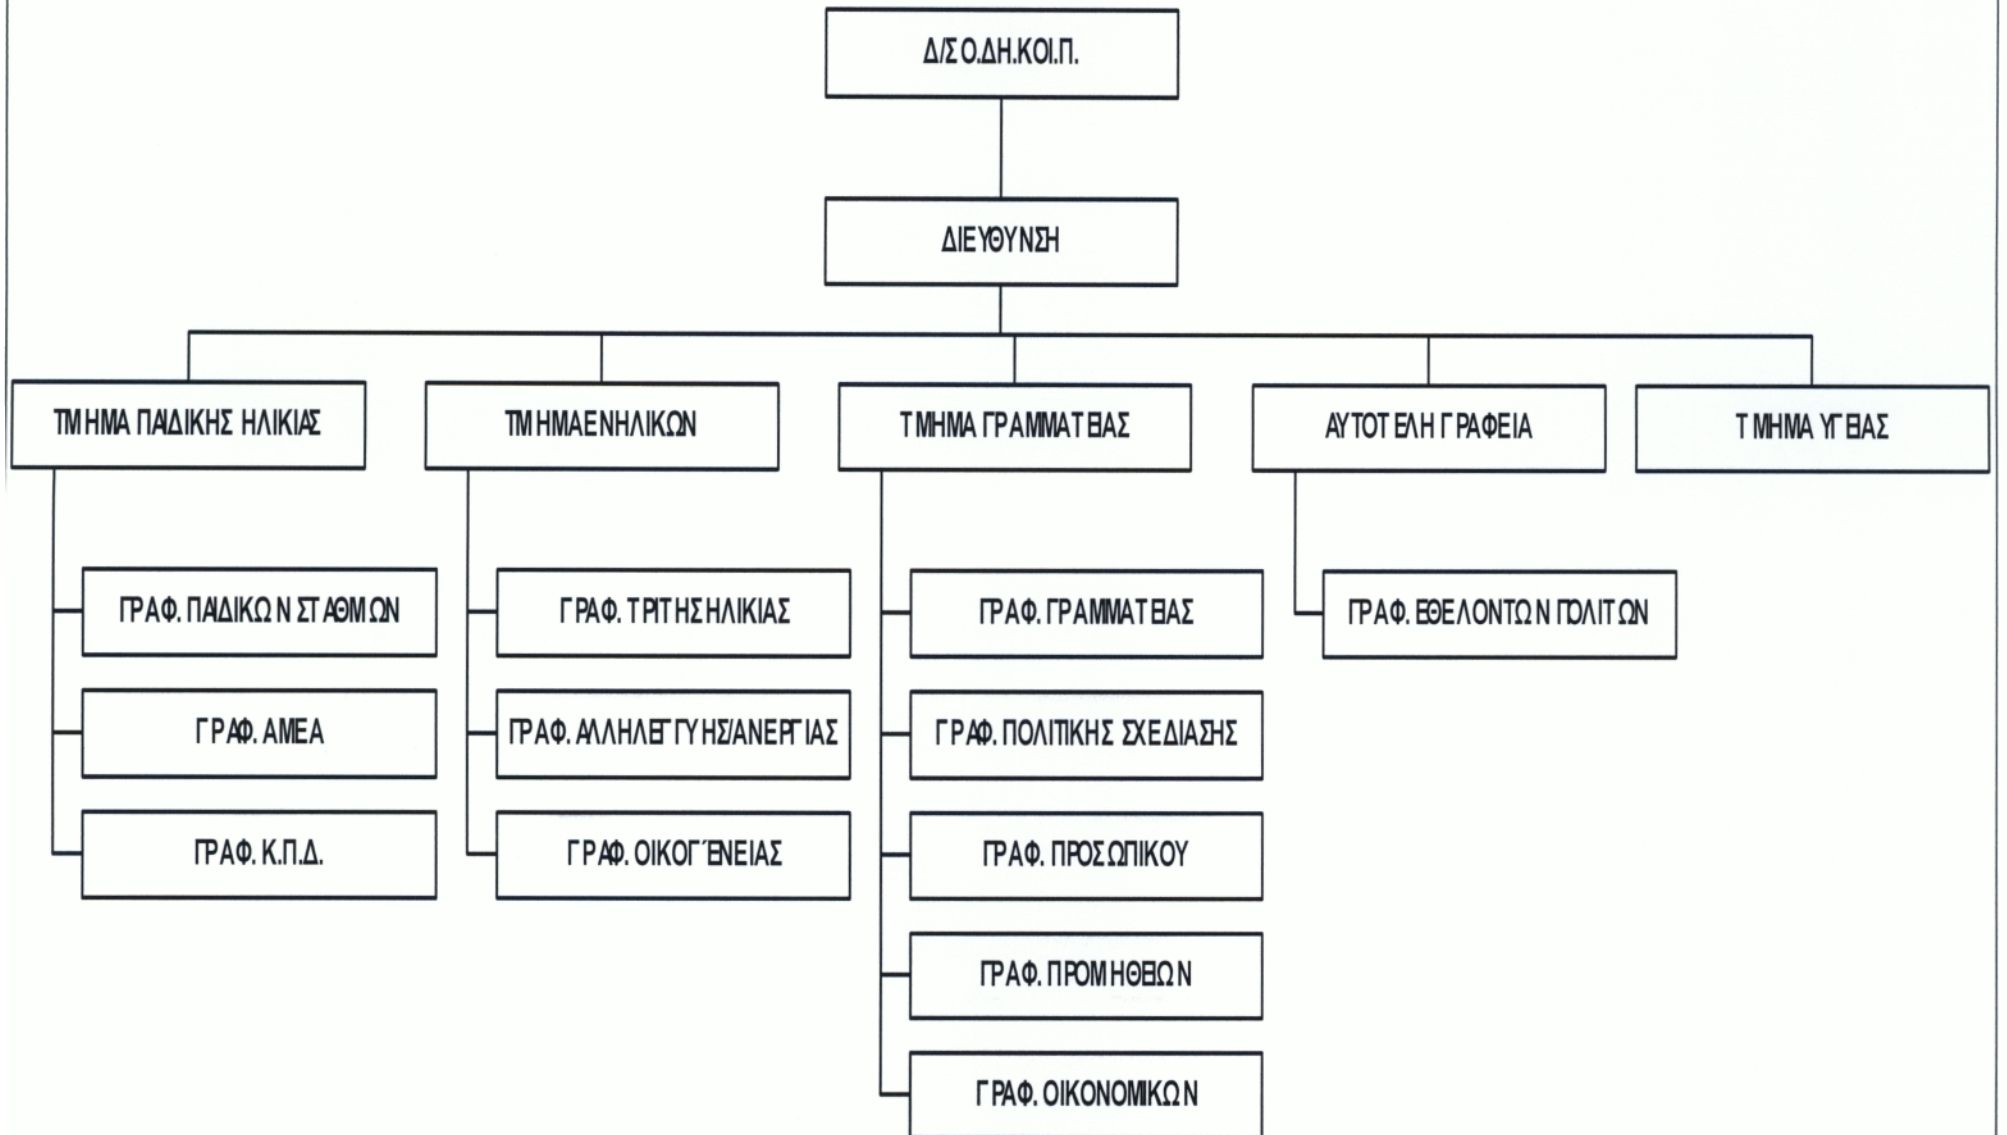 Δ/Σ Ο.ΔΗ.ΚΟΙ.Π.
ΔΙΕΥΘΥΝΣΗ
ΤΜΗΜΑ ΠΑΙΔΙΚΗΣ ΗΛΙΚΙΑΣ
ΤΜΗΜΑ ΕΝΗΛΙΚΩΝ
ΤΜΗΜΑ ΓΡΑΜΜΑΤΕΙΑΣ
ΑΥΤΟΤΕΛΗ ΓΡΑΦΕΙΑ
ΤΜΗΜΑ ΥΓΕΙΑΣ
ΓΡΑΦ. ΠΑΙΔΙΚΩΝ ΣΤΑΘΜΩΝ
ΓΡΑΦ. ΑΜΕΑ
ΓΡΑΦ. Κ.Π.Δ.
ΓΡΑΦ. ΤΡΙΤΗΣ ΗΛΙΚΙΑΣ
ΓΡΑΦ. ΑΛΛΗΛΕΓΓΥΗΣ/ΑΝΕΡΓΙΑΣ
ΓΡΑΦ. ΟΙΚΟΓΈΝΕΙΑΣ
ΓΡΑΦ. ΓΡΑΜΜΑΤΕΙΑΣ
ΓΡΑΦ. ΠΟΛΙΤΙΚΗΣ ΣΧΕΔΙΑΣΗΣ
ΓΡΑΦ. ΠΡΟΣΩΠΙΚΟΥ
ΓΡΑΦ. ΠΡΟΜΗΘΕΙΩΝ
ΓΡΑΦ. ΟΙΚΟΝΟΜΙΚΩΝ
ΓΡΑΦ. ΕΘΕΛΟΝΤΩΝ ΠΟΛΙΤΩΝ